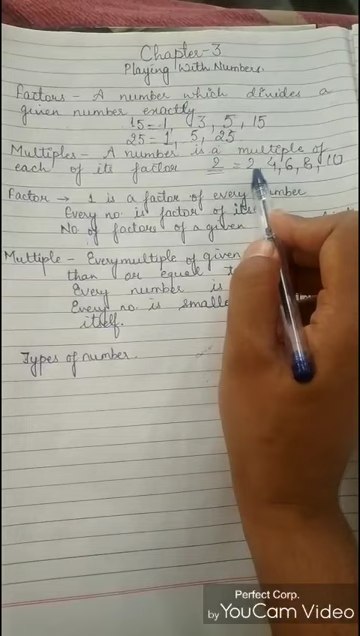 Chapter-3
Playing With Numbers.
Factors - A number which divides a
given number exactly
15 = 1, 3, 5, 15
25 = 1, 5, 25
Multiples - A number is a multiple of
each of its factor 2 = 2, 4, 6, 8, 10
Factor → 1 is a factor of every number
Every no is factor of
No of factors of a given
Multiple - Every multiple of given
than or equal
Every number is
Every no is
itself.
Types of number.
Perfect Corp.
by YouCam Video